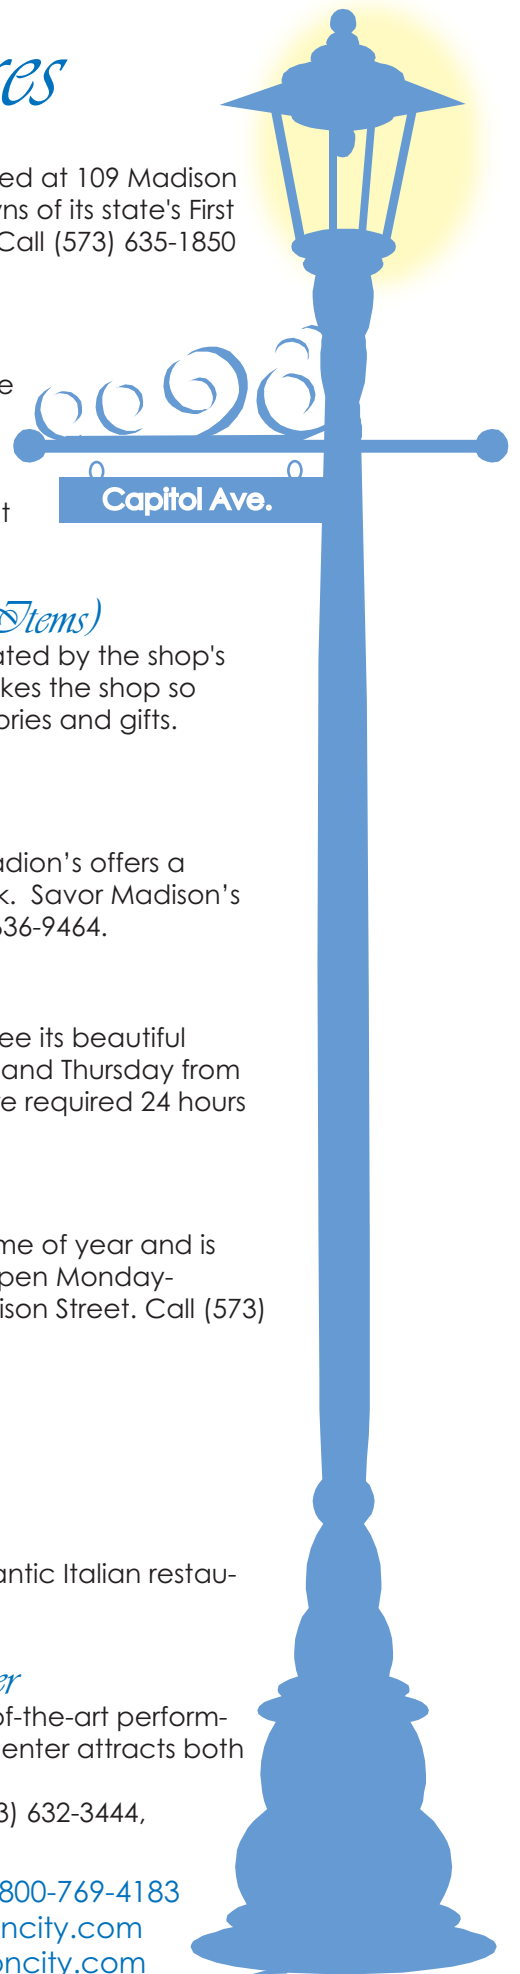 res
ed at 109 Madison
ns of its state's First
Call (573) 635-1850
e
Capitol Ave.
t
Items)
ated by the shop's
kes the shop so
ories and gifts.
adion’s offers a
k.  Savor Madison’s
636-9464.
ee its beautiful
and Thursday from
e required 24 hours
me of year and is
pen Monday-
ison Street. Call (573)
antic Italian restau-
er
of-the-art perform-
enter attracts both
3) 632-3444,
800-769-4183
ncity.com
oncity.com